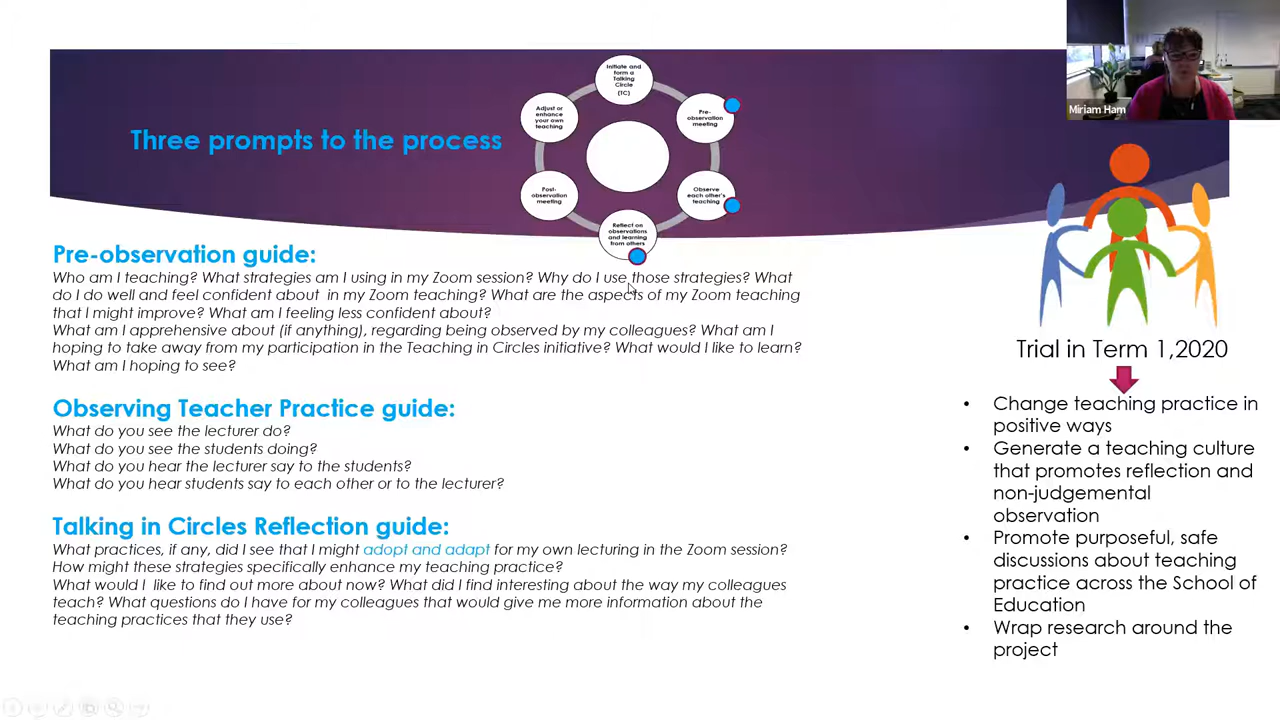 Miriam Ham
Three prompts to the process
Initiate and
form a
Talking
Circle
(TC)
Pre-
observation
meeting
Observe
each other's
teaching
Reflect on
observations
and learning
from others
Post-
observation
meeting
Adjust or
enhance
your own
teaching
Pre-observation guide:
Who am I teaching? What strategies am I using in my Zoom session? Why do I use those strategies? What
do I do well and feel confident about in my Zoom teaching? What are the aspects of my Zoom teaching
that I might improve? What am I feeling less confident about?
What am I apprehensive about (if anything), regarding being observed by my colleagues? What am I
hoping to take away from my participation in the Teaching in Circles initiative? What would I like to learn?
What am I hoping to see?
Observing Teacher Practice guide:
What do you see the lecturer do?
What do you see the students doing?
What do you hear the lecturer say to the students?
What do you hear students say to each other or to the lecturer?
Talking in Circles Reflection guide:
What practices, if any, did I see that I might adopt and adapt for my own lecturing in the Zoom session?
How might these strategies specifically enhance my teaching practice?
What would I like to find out more about now? What did I find interesting about the way my colleagues
teach? What questions do I have for my colleagues that would give me more information about the
teaching practices that they use?
Trial in Term 1,2020
• Change teaching practice in
positive ways
• Generate a teaching culture
that promotes reflection and
non-judgemental
observation
• Promote purposeful, safe
discussions about teaching
practice across the School of
Education
• Wrap research around the
project